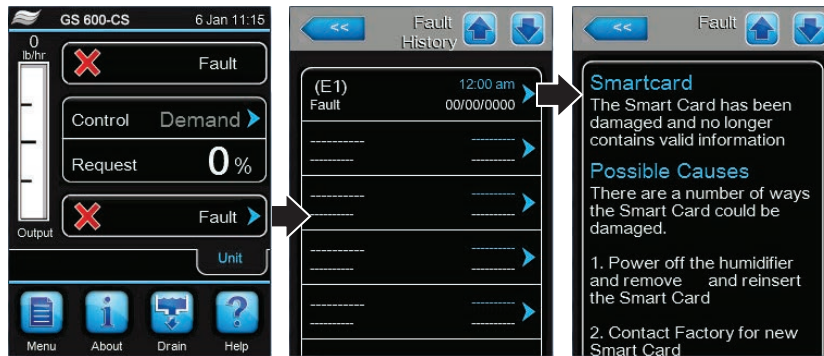 GS 600-CS 6 Jan 11:15
0
lb/hr
Fault
Control Demand
Request 0 %
Fault
Output
Unit
Menu About Drain Help
<< Fault
History
(E1) 12:00 am
Fault 00/00/0000
---------- --------
---------- --------
---------- --------
---------- --------
---------- --------
---------- --------
---------- --------
---------- --------
<< Fault
Smartcard
The Smart Card has been
damaged and no longer
contains valid information
Possible Causes
There are a number of ways
the Smart Card could be
damaged.
1. Power off the humidifier
and remove and reinsert
the Smart Card
2. Contact Factory for new
Smart Card